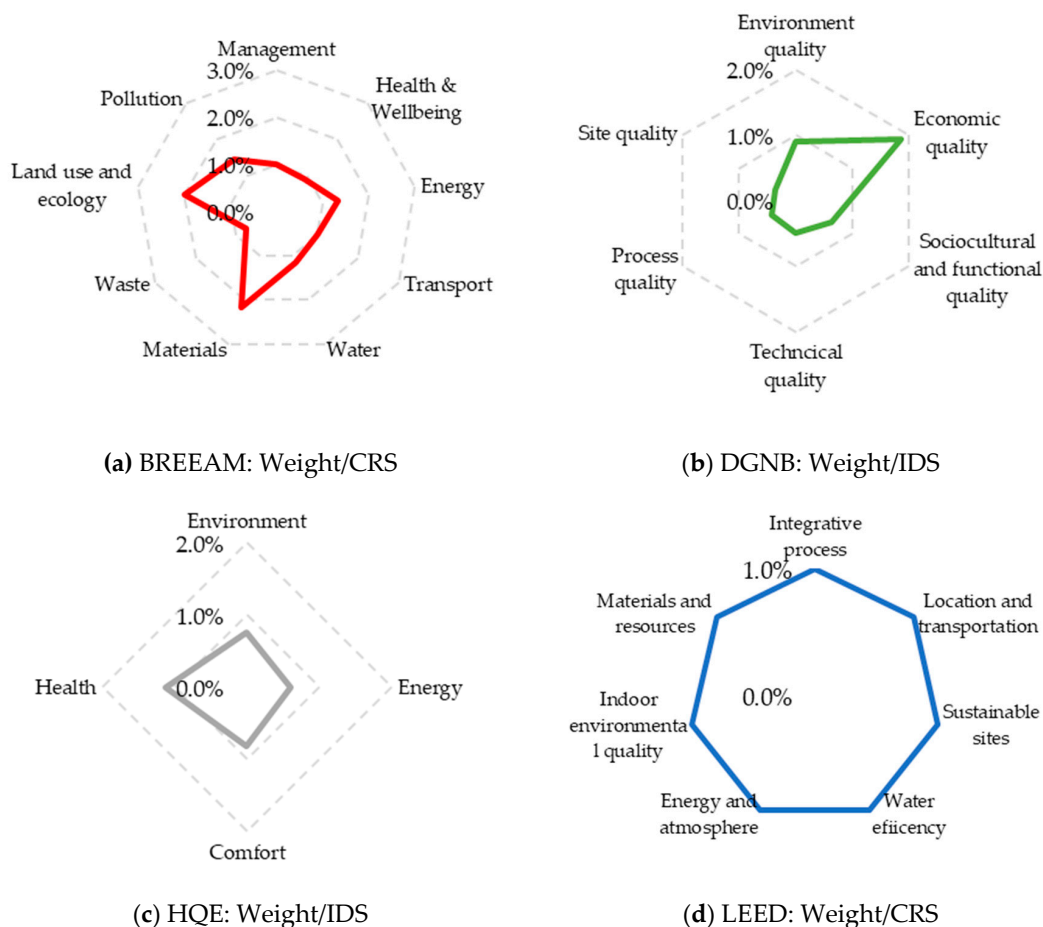 Management
3.0%
Health &
Wellbeing
Pollution
2.0%
1.0%
Land use and
ecology
Energy
0.0%
Waste
Transport
Materials
Water
(a) BREEAM: Weight/CRS
Environment
quality
2.0%
Economic
quality
Site quality
1.0%
0.0%
Process
quality
Sociocultural
and functional
quality
Techncical
quality
(b) DGNB: Weight/IDS
Environment
2.0%
1.0%
Health
0.0%
Energy
Comfort
(c) HQE: Weight/IDS
Integrative
process
1.0%
Materials and
resources
Location and
transportation
0.0%
Indoor
environmenta
l quality
Sustainable
sites
Energy and
atmosphere
Water
efiicency
(d) LEED: Weight/CRS